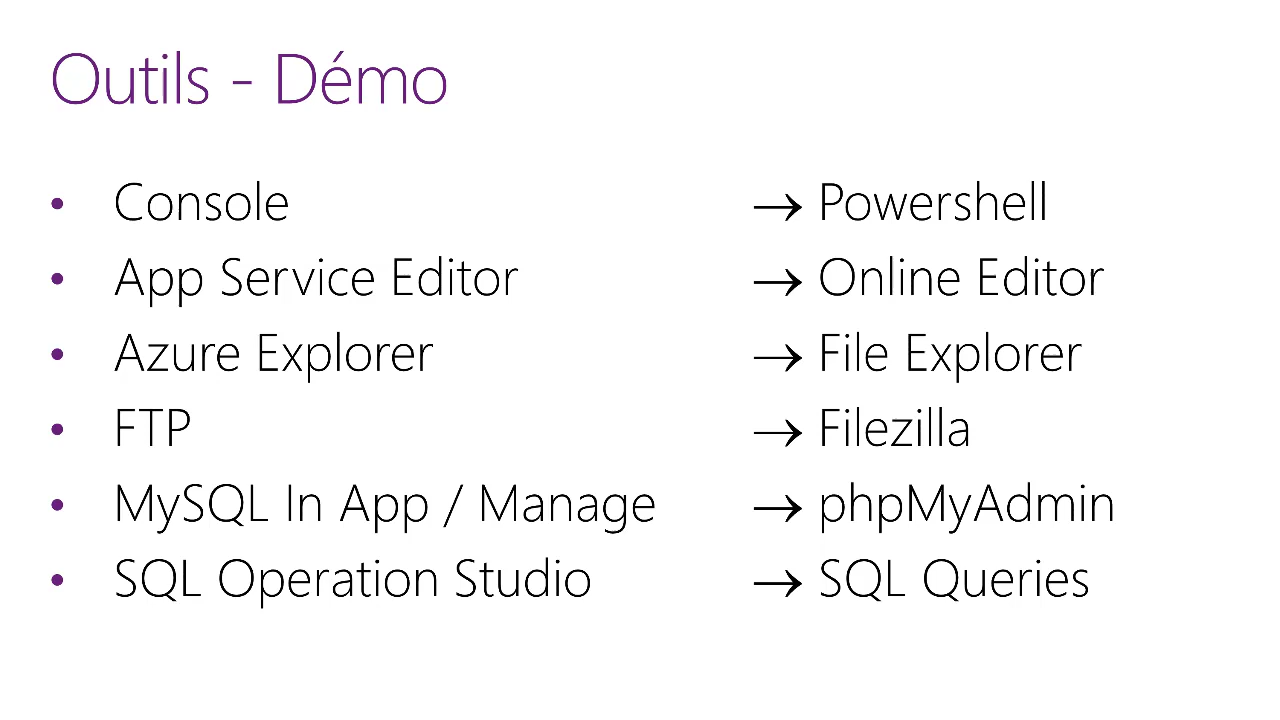 Outils - Démo
• Console → Powershell
• App Service Editor → Online Editor
• Azure Explorer → File Explorer
• FTP → Filezilla
• MySQL In App / Manage → phpMyAdmin
• SQL Operation Studio → SQL Queries